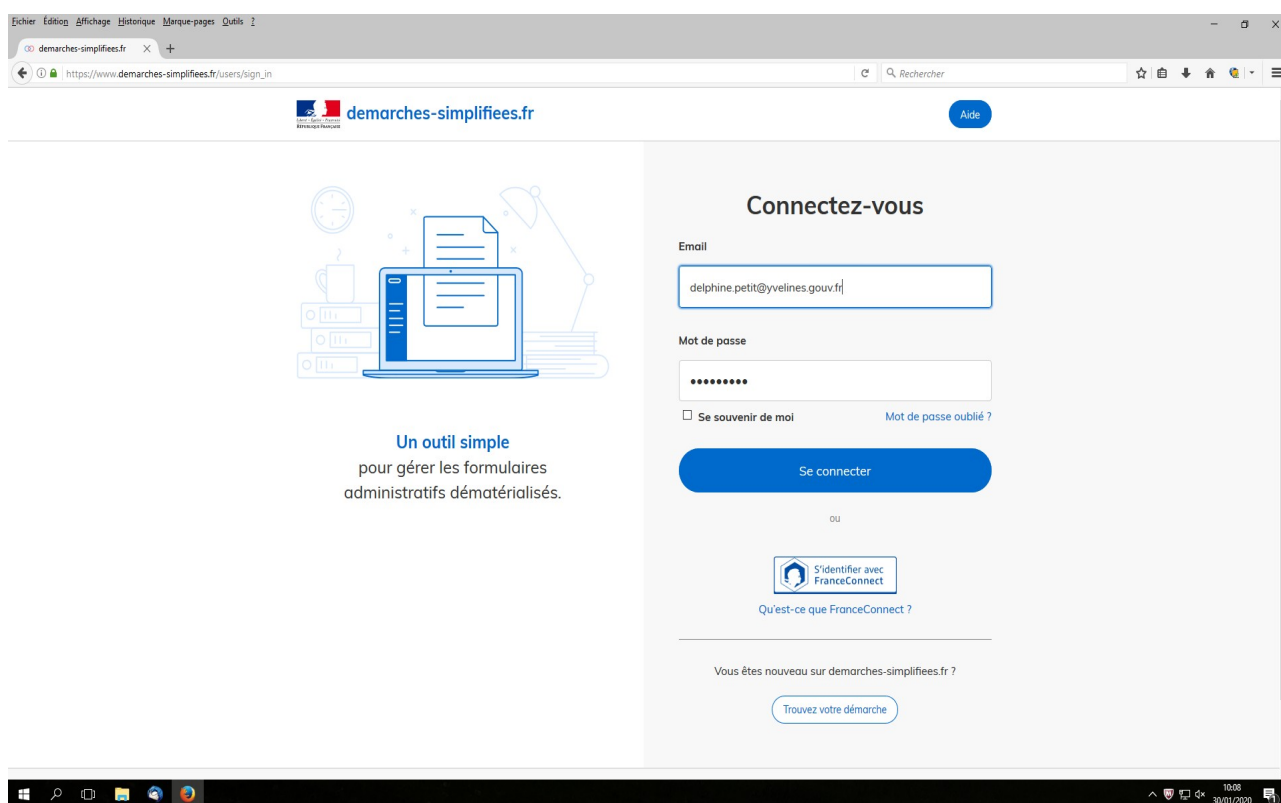 Fichier Édition Affichage Historique Marque-pages Outils ?
demarches-simplifiees.fr
https://www.demarches-simplifiees.fr/users/sign_in
Rechercher
demarches-simplifiees.fr
Aide
RÉPUBLIQUE FRANÇAISE
Connectez-vous
Email
delphine.petit@yvelines.gouv.fr
Mot de passe
Se souvenir de moi
Mot de passe oublié ?
Un outil simple
pour gérer les formulaires
administratifs dématérialisés.
Se connecter
ou
S'identifier avec
FranceConnect
Qu'est-ce que FranceConnect ?
Vous êtes nouveau sur demarches-simplifiees.fr ?
Trouvez votre démarche
10:08
30/01/2020